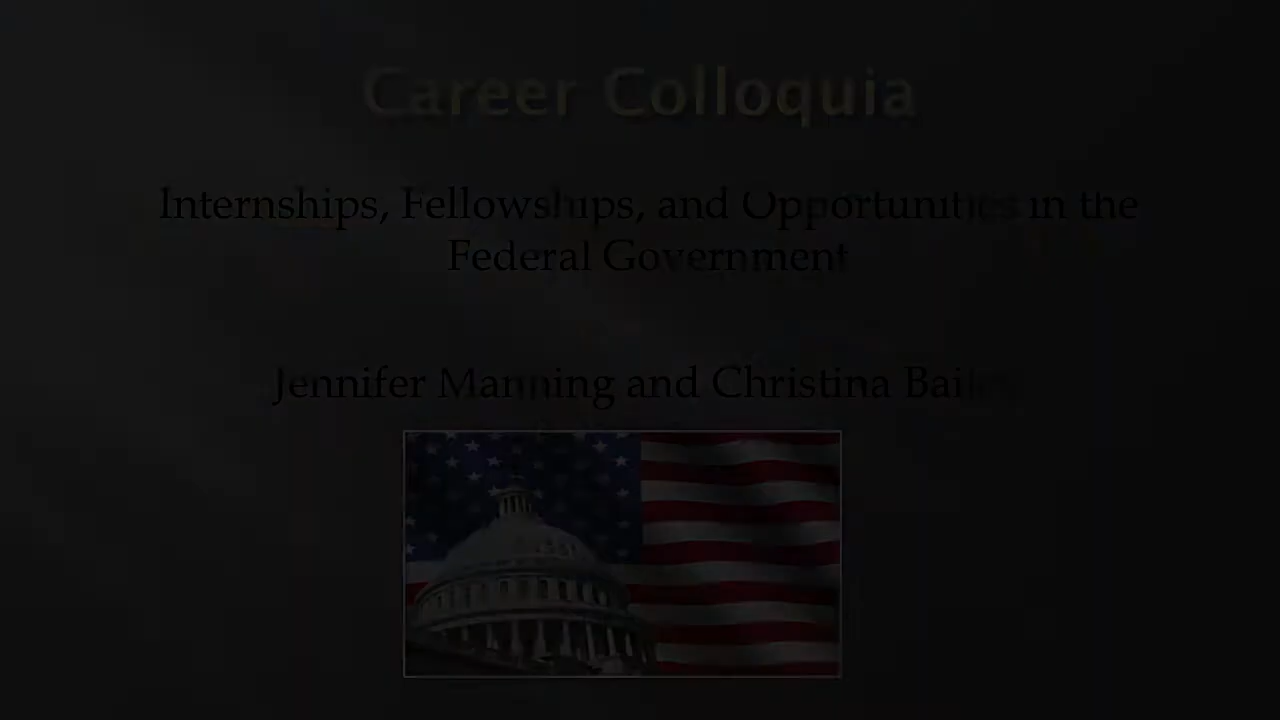 Career Colloquia
Internships, Fellowships, and Opportunities in the
Federal Government
Jennifer Manning and Christina